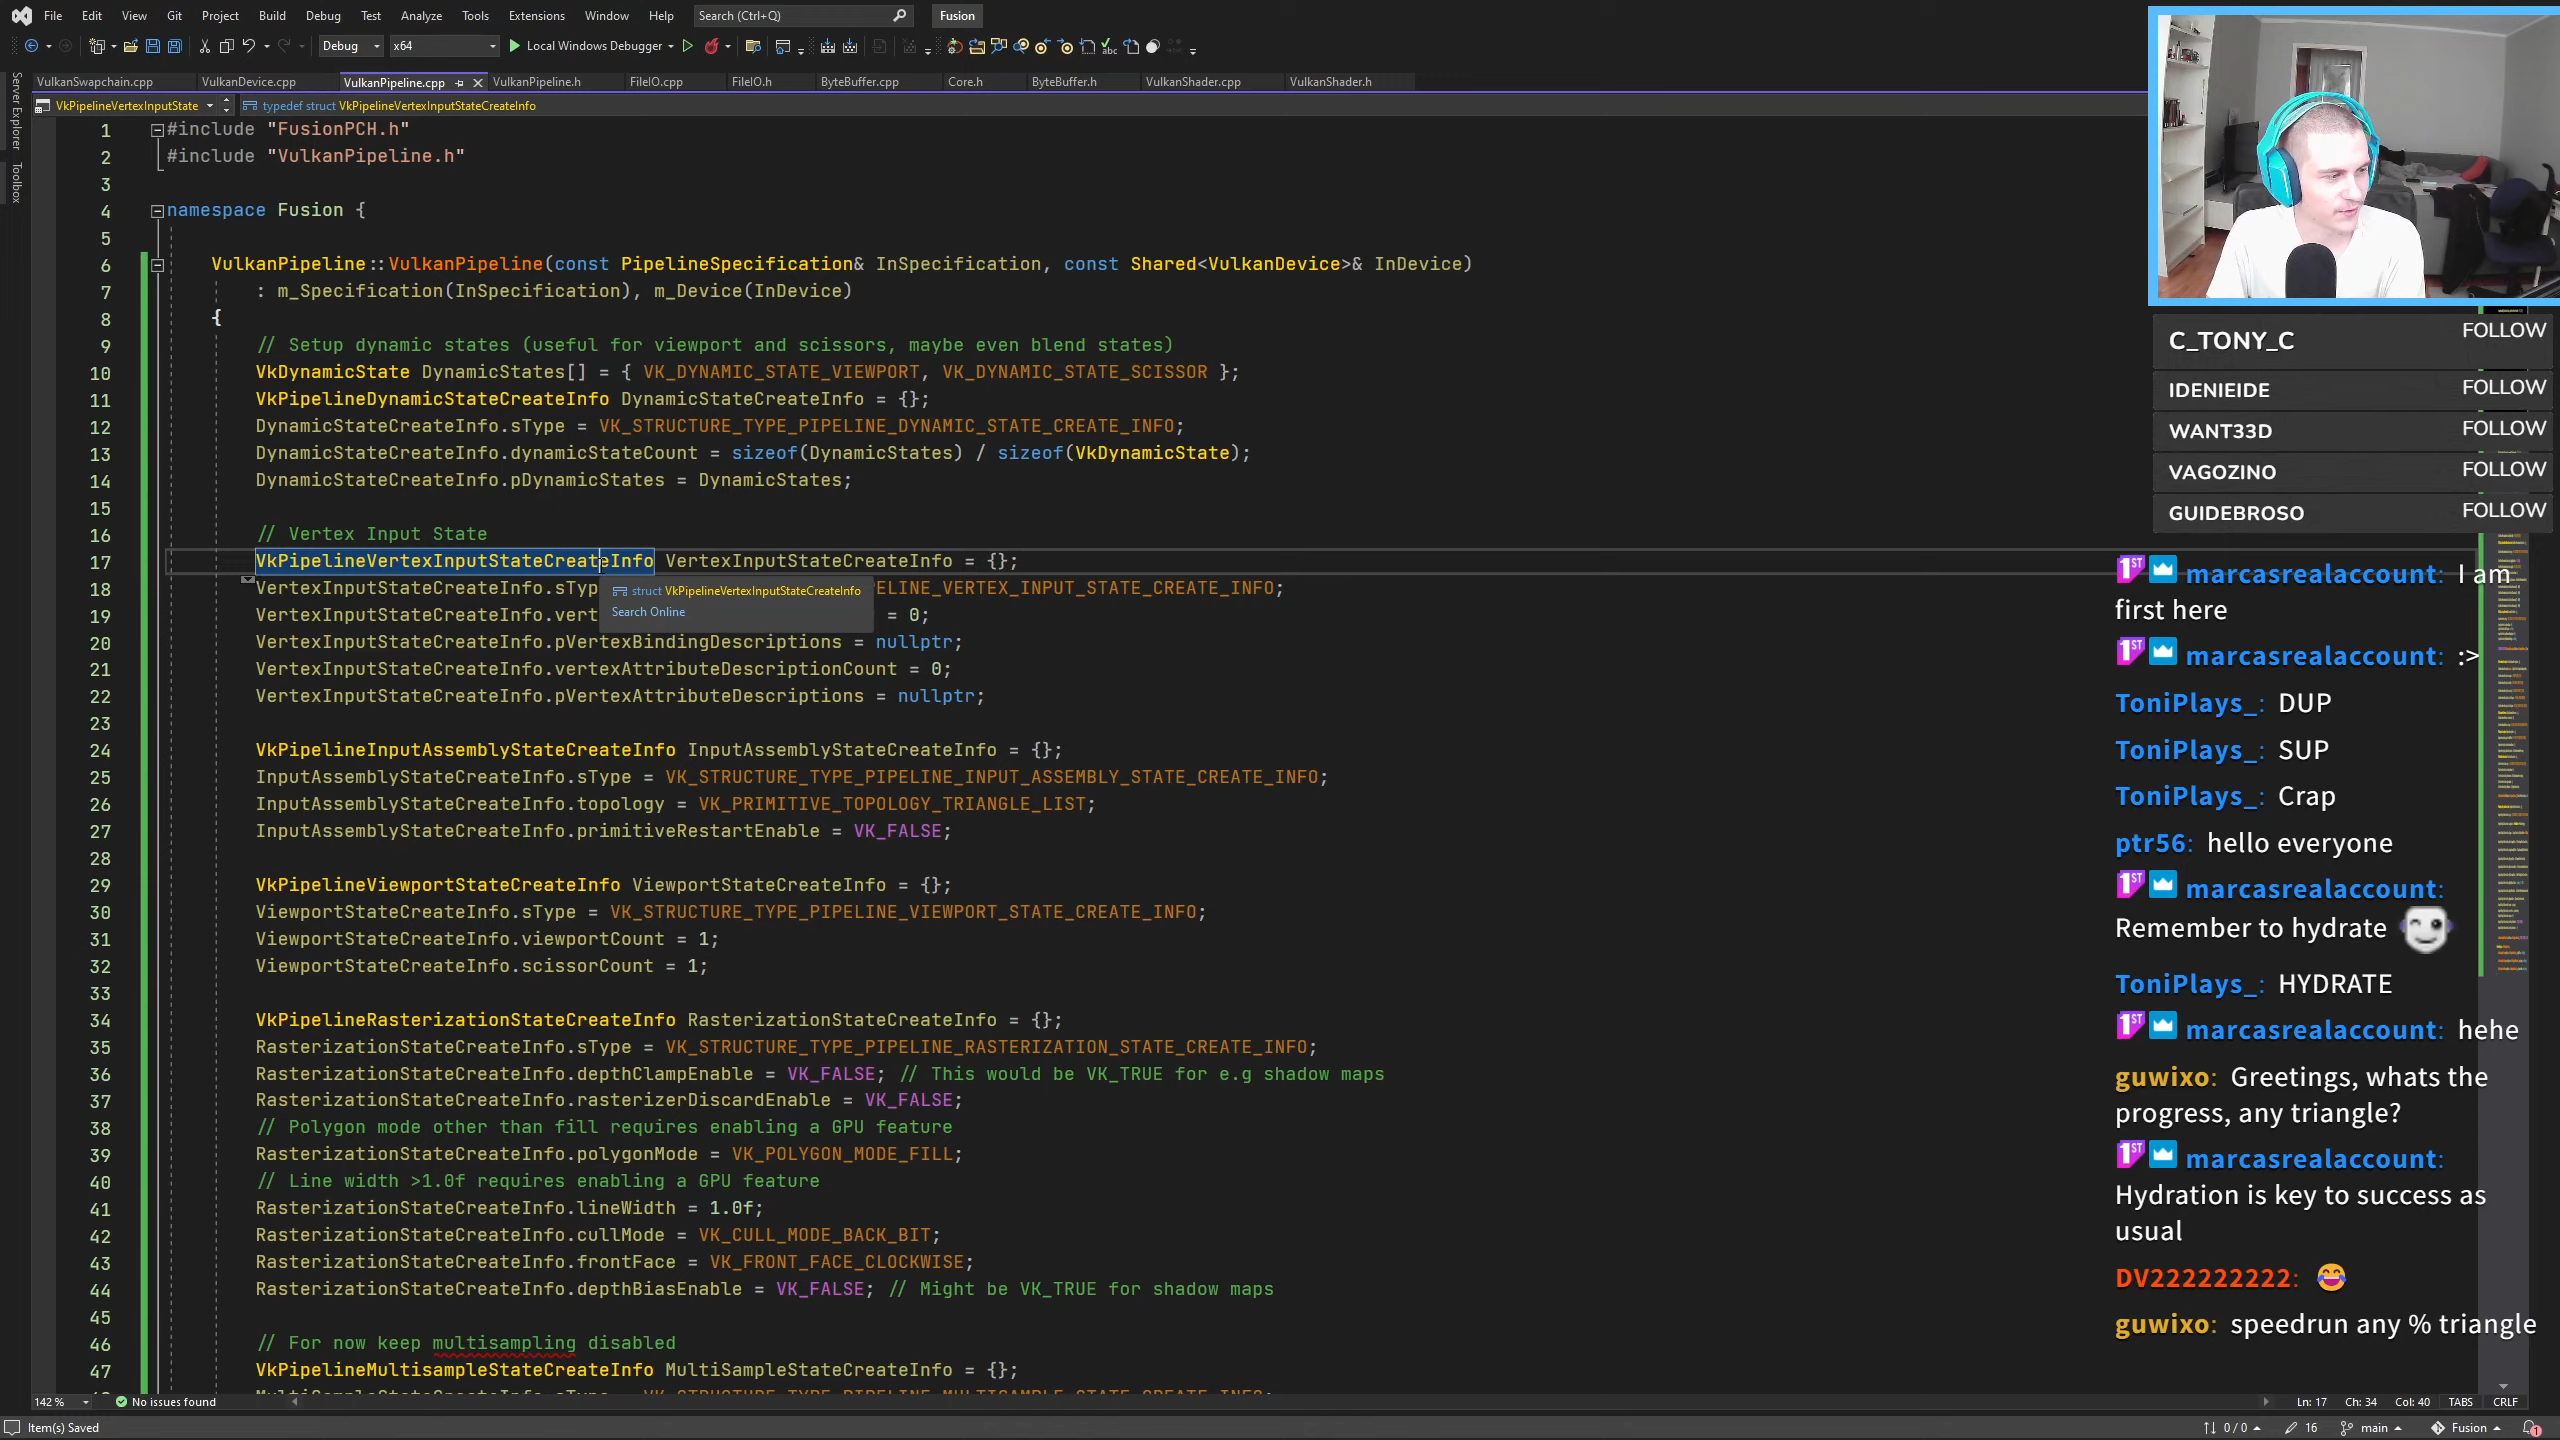 File Edit View Git Project Build Debug Test Analyze Tools Extensions Window Help Search (Ctrl+Q) Fusion
Debug x64 Local Windows Debugger
VulkanSwapchain.cpp VulkanDevice.cpp VulkanPipeline.cpp VulkanPipeline.h FileIO.cpp FileIO.h ByteBuffer.cpp Core.h ByteBuffer.h VulkanShader.cpp VulkanShader.h
VkPipelineVertexInputState typedef struct VkPipelineVertexInputStateCreateInfo
Server Explorer
Toolbox
1 #include "FusionPCH.h"
2 #include "VulkanPipeline.h"
3
4 namespace Fusion {
5
6 VulkanPipeline::VulkanPipeline(const PipelineSpecification& InSpecification, const Shared<VulkanDevice>& InDevice)
7 : m_Specification(InSpecification), m_Device(InDevice)
8 {
9 // Setup dynamic states (useful for viewport and scissors, maybe even blend states)
10 VkDynamicState DynamicStates[] = { VK_DYNAMIC_STATE_VIEWPORT, VK_DYNAMIC_STATE_SCISSOR };
11 VkPipelineDynamicStateCreateInfo DynamicStateCreateInfo = {};
12 DynamicStateCreateInfo.sType = VK_STRUCTURE_TYPE_PIPELINE_DYNAMIC_STATE_CREATE_INFO;
13 DynamicStateCreateInfo.dynamicStateCount = sizeof(DynamicStates) / sizeof(VkDynamicState);
14 DynamicStateCreateInfo.pDynamicStates = DynamicStates;
15
16 // Vertex Input State
17 VkPipelineVertexInputStateCreateInfo VertexInputStateCreateInfo = {};
18 VertexInputStateCreateInfo.sTyp ELINE_VERTEX_INPUT_STATE_CREATE_INFO;
struct VkPipelineVertexInputStateCreateInfo
Search Online
19 VertexInputStateCreateInfo.vert = 0;
20 VertexInputStateCreateInfo.pVertexBindingDescriptions = nullptr;
21 VertexInputStateCreateInfo.vertexAttributeDescriptionCount = 0;
22 VertexInputStateCreateInfo.pVertexAttributeDescriptions = nullptr;
23
24 VkPipelineInputAssemblyStateCreateInfo InputAssemblyStateCreateInfo = {};
25 InputAssemblyStateCreateInfo.sType = VK_STRUCTURE_TYPE_PIPELINE_INPUT_ASSEMBLY_STATE_CREATE_INFO;
26 InputAssemblyStateCreateInfo.topology = VK_PRIMITIVE_TOPOLOGY_TRIANGLE_LIST;
27 InputAssemblyStateCreateInfo.primitiveRestartEnable = VK_FALSE;
28
29 VkPipelineViewportStateCreateInfo ViewportStateCreateInfo = {};
30 ViewportStateCreateInfo.sType = VK_STRUCTURE_TYPE_PIPELINE_VIEWPORT_STATE_CREATE_INFO;
31 ViewportStateCreateInfo.viewportCount = 1;
32 ViewportStateCreateInfo.scissorCount = 1;
33
34 VkPipelineRasterizationStateCreateInfo RasterizationStateCreateInfo = {};
35 RasterizationStateCreateInfo.sType = VK_STRUCTURE_TYPE_PIPELINE_RASTERIZATION_STATE_CREATE_INFO;
36 RasterizationStateCreateInfo.depthClampEnable = VK_FALSE; // This would be VK_TRUE for e.g shadow maps
37 RasterizationStateCreateInfo.rasterizerDiscardEnable = VK_FALSE;
38 // Polygon mode other than fill requires enabling a GPU feature
39 RasterizationStateCreateInfo.polygonMode = VK_POLYGON_MODE_FILL;
40 // Line width >1.0f requires enabling a GPU feature
41 RasterizationStateCreateInfo.lineWidth = 1.0f;
42 RasterizationStateCreateInfo.cullMode = VK_CULL_MODE_BACK_BIT;
43 RasterizationStateCreateInfo.frontFace = VK_FRONT_FACE_CLOCKWISE;
44 RasterizationStateCreateInfo.depthBiasEnable = VK_FALSE; // Might be VK_TRUE for shadow maps
45
46 // For now keep multisampling disabled
47 VkPipelineMultisampleStateCreateInfo MultiSampleStateCreateInfo = {};
C_TONY_C FOLLOW
IDENIEIDE FOLLOW
WANT33D FOLLOW
VAGOZINO FOLLOW
GUIDEBROSO FOLLOW
1ST marcasrealaccount: I am
first here
1ST marcasrealaccount: :>
ToniPlays_: DUP
ToniPlays_: SUP
ToniPlays_: Crap
ptr56: hello everyone
1ST marcasrealaccount:
Remember to hydrate
ToniPlays_: HYDRATE
1ST marcasrealaccount: hehe
guwixo: Greetings, whats the
progress, any triangle?
1ST marcasrealaccount:
Hydration is key to success as
usual
DV222222222: 😂
guwixo: speedrun any % triangle
142 % No issues found Ln: 17 Ch: 34 Col: 40 TABS CRLF
Item(s) Saved 0 / 0 16 main Fusion 1